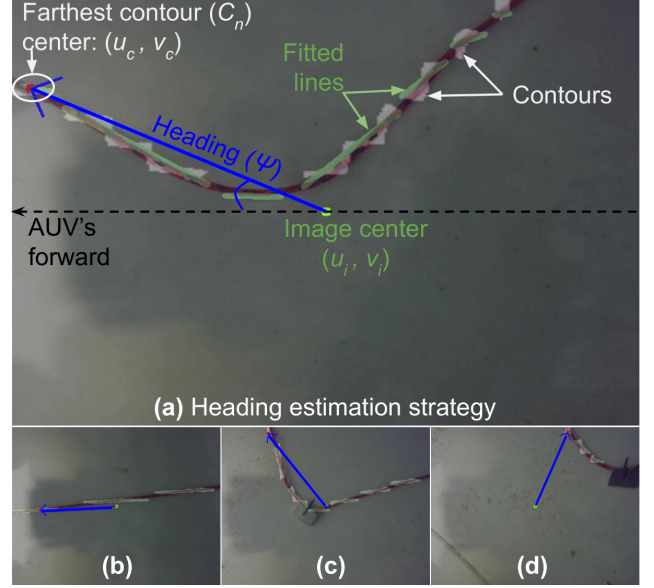 Farthest contour (Cn)
center: (uc, vc)
Fitted
lines
Contours
Heading (Ψ)
AUV's
forward
Image center
(ui, vi)
(a) Heading estimation strategy
(b)
(c)
(d)